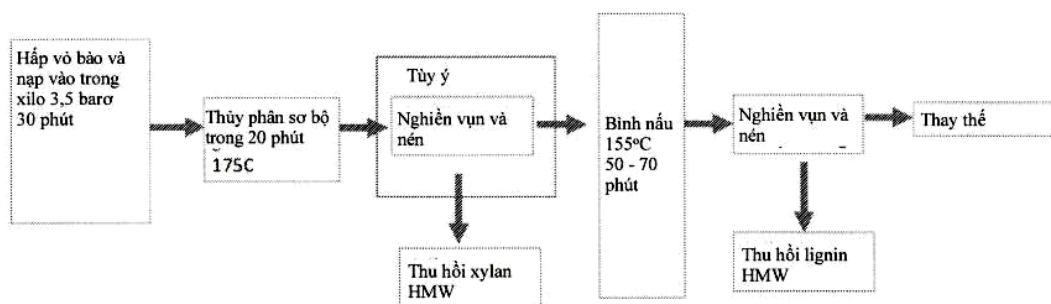 Hấp vỏ bào và
nạp vào trong
xilo 3,5 barơ
30 phút
Thủy phân sơ bộ
trong 20 phút
175C
Tùy ý
Nghiền vụn và
nén
Thu hồi xylan
HMW
Bình nấu
155ºC
50 - 70
phút
Nghiền vụn và
nén
Thu hồi lignin
HMW
Thay thế